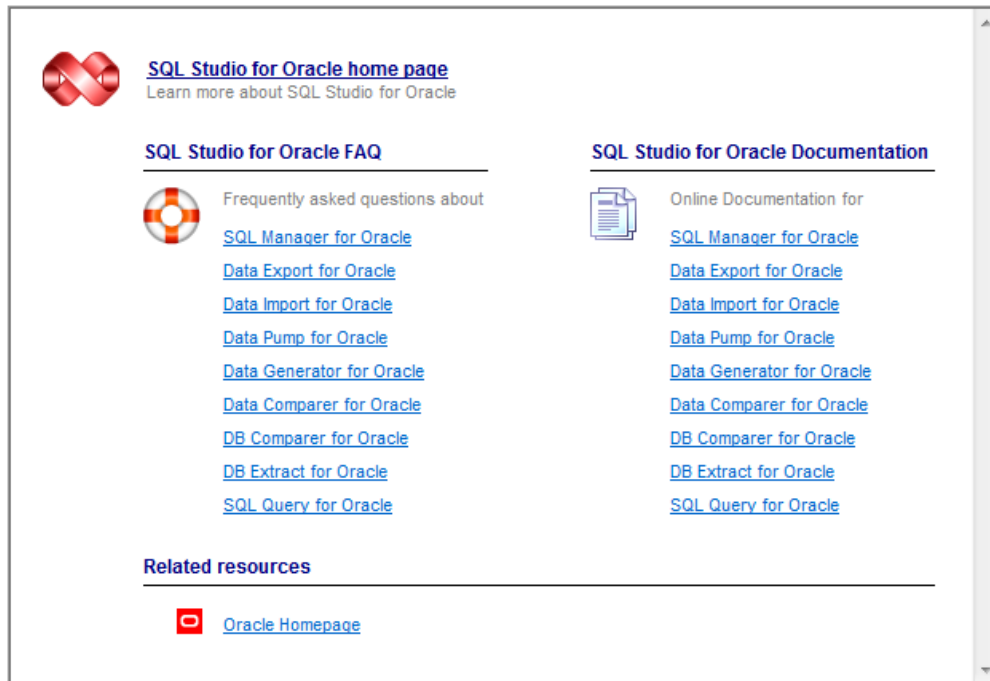 SQL Studio for Oracle home page
Learn more about SQL Studio for Oracle
SQL Studio for Oracle FAQ
Frequently asked questions about
SQL Manager for Oracle
Data Export for Oracle
Data Import for Oracle
Data Pump for Oracle
Data Generator for Oracle
Data Comparer for Oracle
DB Comparer for Oracle
DB Extract for Oracle
SQL Query for Oracle
SQL Studio for Oracle Documentation
Online Documentation for
SQL Manager for Oracle
Data Export for Oracle
Data Import for Oracle
Data Pump for Oracle
Data Generator for Oracle
Data Comparer for Oracle
DB Comparer for Oracle
DB Extract for Oracle
SQL Query for Oracle
Related resources
Oracle Homepage